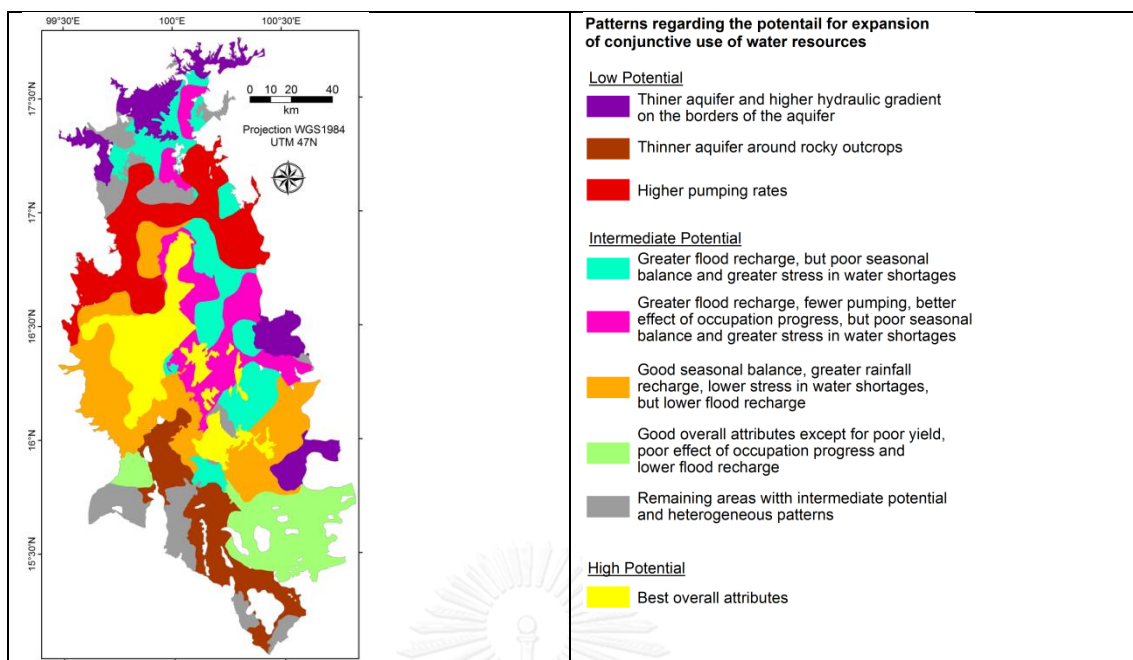 99°30'E 100°E 100°30'E
17°30'N
17°N
16°30'N
16°N
15°30'N
0 10 20 40
km
Projection WGS1984
UTM 47N
Patterns regarding the potentail for expansion
of conjunctive use of water resources
Low Potential
Thiner aquifer and higher hydraulic gradient
on the borders of the aquifer
Thinner aquifer around rocky outcrops
Higher pumping rates
Intermediate Potential
Greater flood recharge, but poor seasonal
balance and greater stress in water shortages
Greater flood recharge, fewer pumping, better
effect of occupation progress, but poor seasonal
balance and greater stress in water shortages
Good seasonal balance, greater rainfall
recharge, lower stress in water shortages,
but lower flood recharge
Good overall attributes except for poor yield,
poor effect of occupation progress and
lower flood recharge
Remaining areas witth intermediate potential
and heterogeneous patterns
High Potential
Best overall attributes